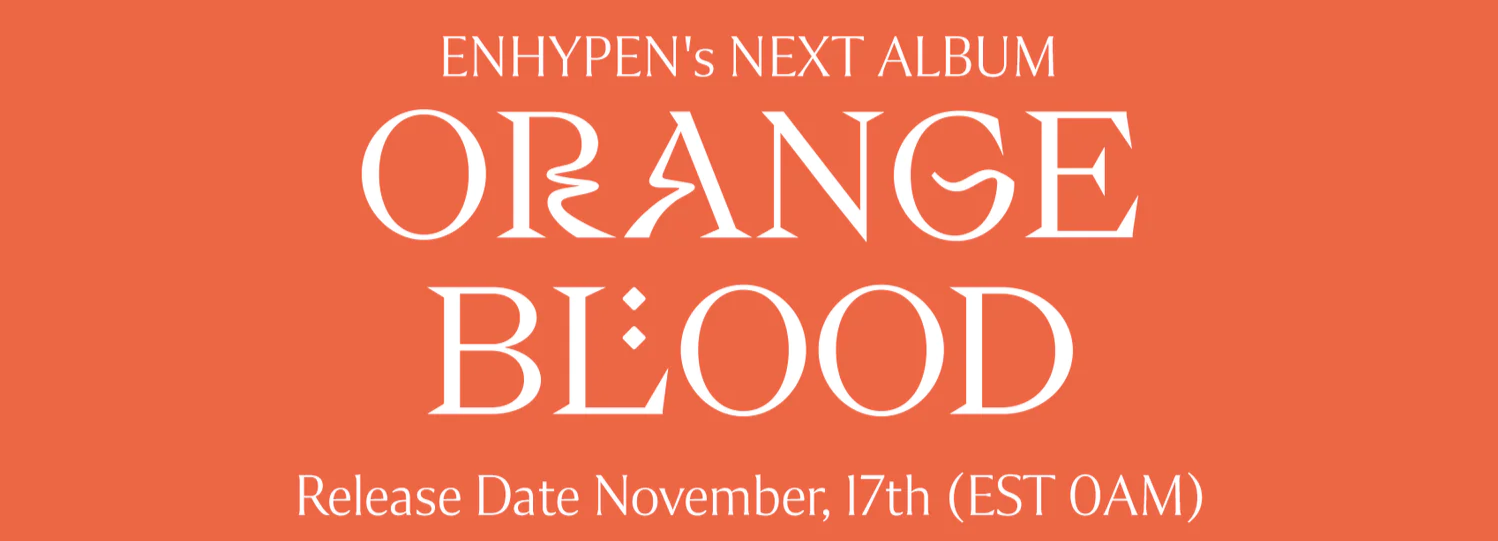 ENHYPEN's NEXT ALBUM
ORANGE
BLOOD
Release Date November, 17th (EST 0AM)